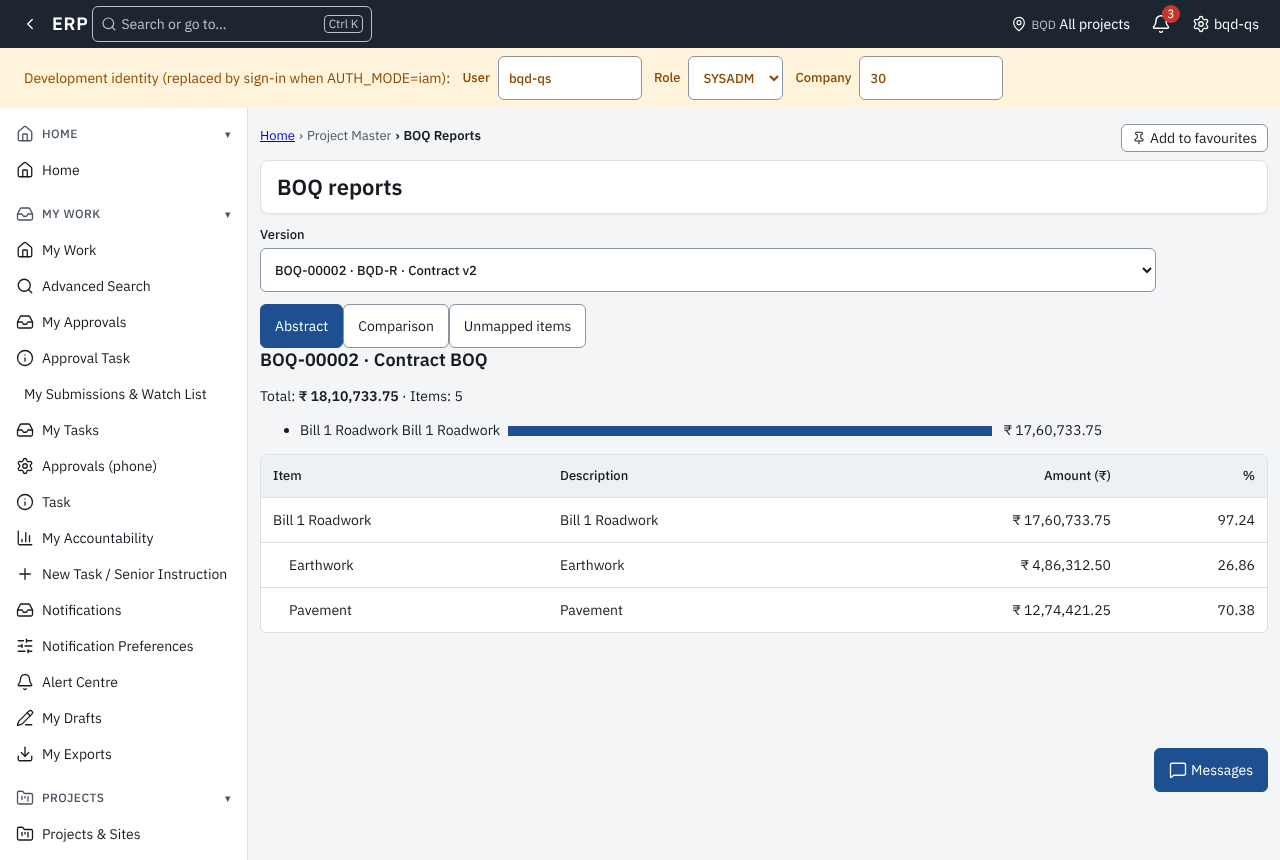 ERP
Search or go to...
Ctrl K
BQD All projects
3
bqd-qs
Development identity (replaced by sign-in when AUTH_MODE=iam):
User
bqd-qs
Role
SYSADM
Company
30
HOME
Home
MY WORK
My Work
Advanced Search
My Approvals
Approval Task
My Submissions & Watch List
My Tasks
Approvals (phone)
Task
My Accountability
New Task / Senior Instruction
Notifications
Notification Preferences
Alert Centre
My Drafts
My Exports
PROJECTS
Projects & Sites
Home › Project Master › BOQ Reports
Add to favourites
BOQ reports
Version
BOQ-00002 · BQD-R · Contract v2
Abstract
Comparison
Unmapped items
BOQ-00002 · Contract BOQ
Total: ₹ 18,10,733.75 · Items: 5
Bill 1 Roadwork Bill 1 Roadwork ₹ 17,60,733.75
Item Description Amount (₹) %
Bill 1 Roadwork Bill 1 Roadwork ₹ 17,60,733.75 97.24
Earthwork Earthwork ₹ 4,86,312.50 26.86
Pavement Pavement ₹ 12,74,421.25 70.38
Messages